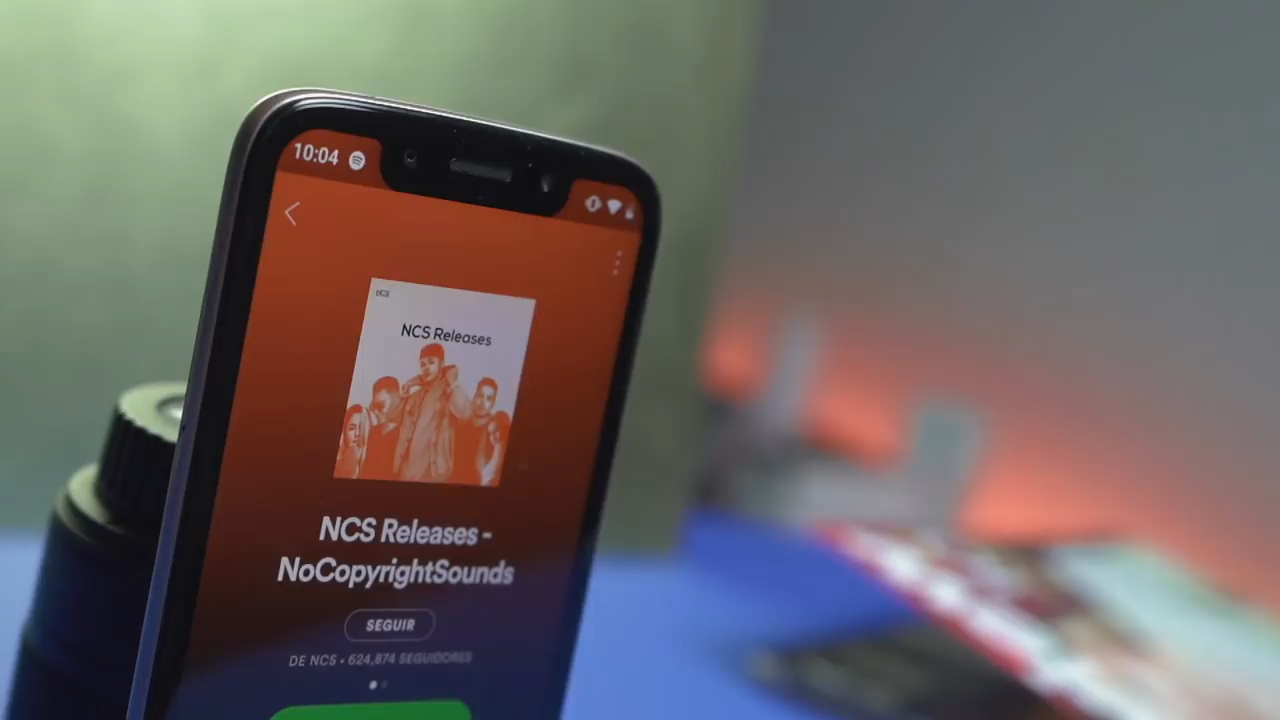 10:04
NCS
NCS Releases
NCS Releases -
NoCopyrightSounds
SEGUIR
DE NCS • 624,874 SEGUIDORES